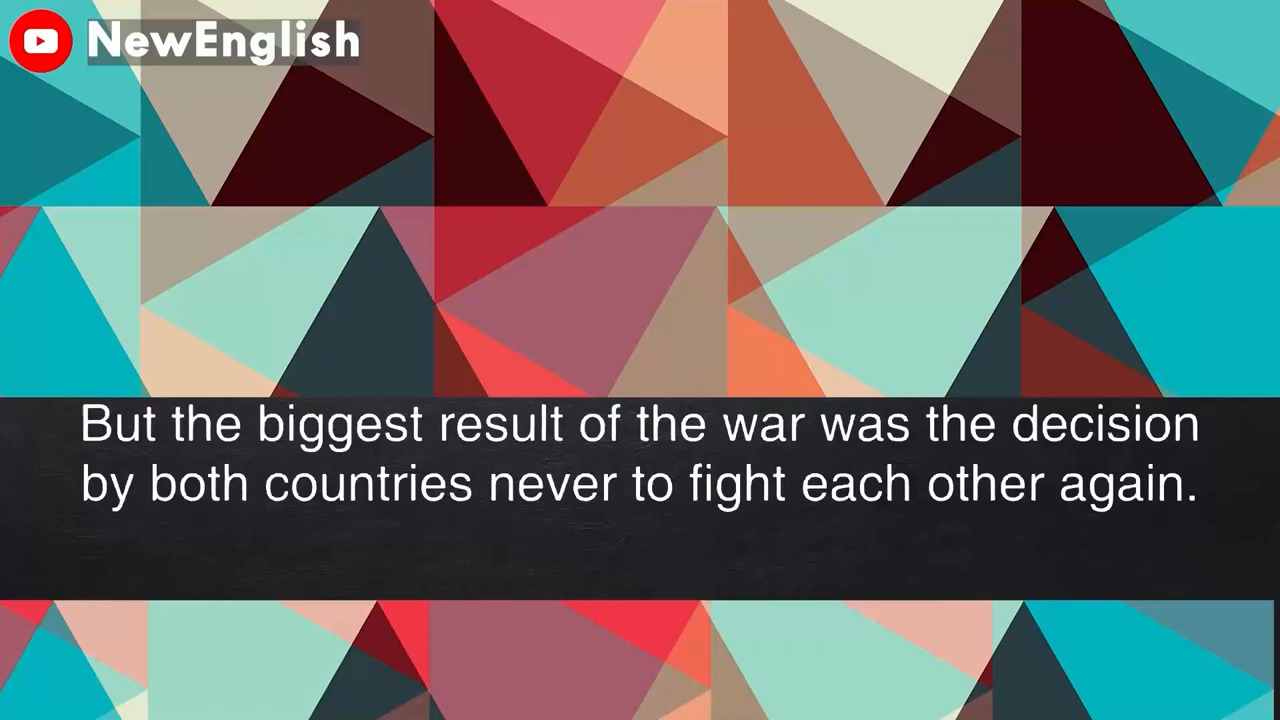 NewEnglish
But the biggest result of the war was the decision
by both countries never to fight each other again.